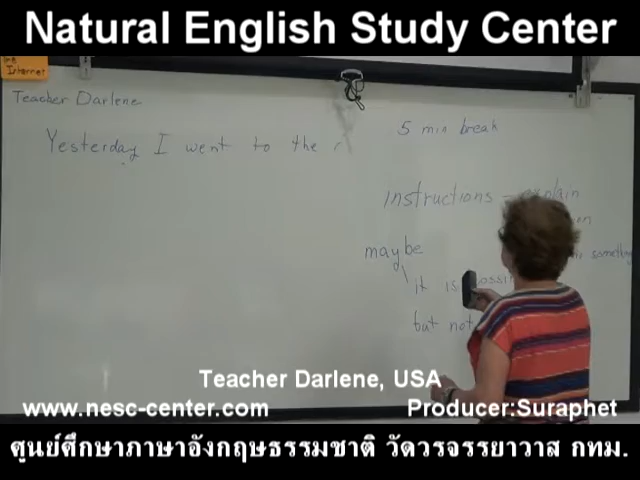 Natural English Study Center
the
Internet
Teacher Darlene
Yesterday I went to the
5 min break
instructions - explain
maybe
something
it is
but not
Teacher Darlene, USA
www.nesc-center.com
Producer:Suraphet
ศูนย์ศึกษาภาษาอังกฤษธรรมชาติ วัดวรจรรยาวาส กทม.